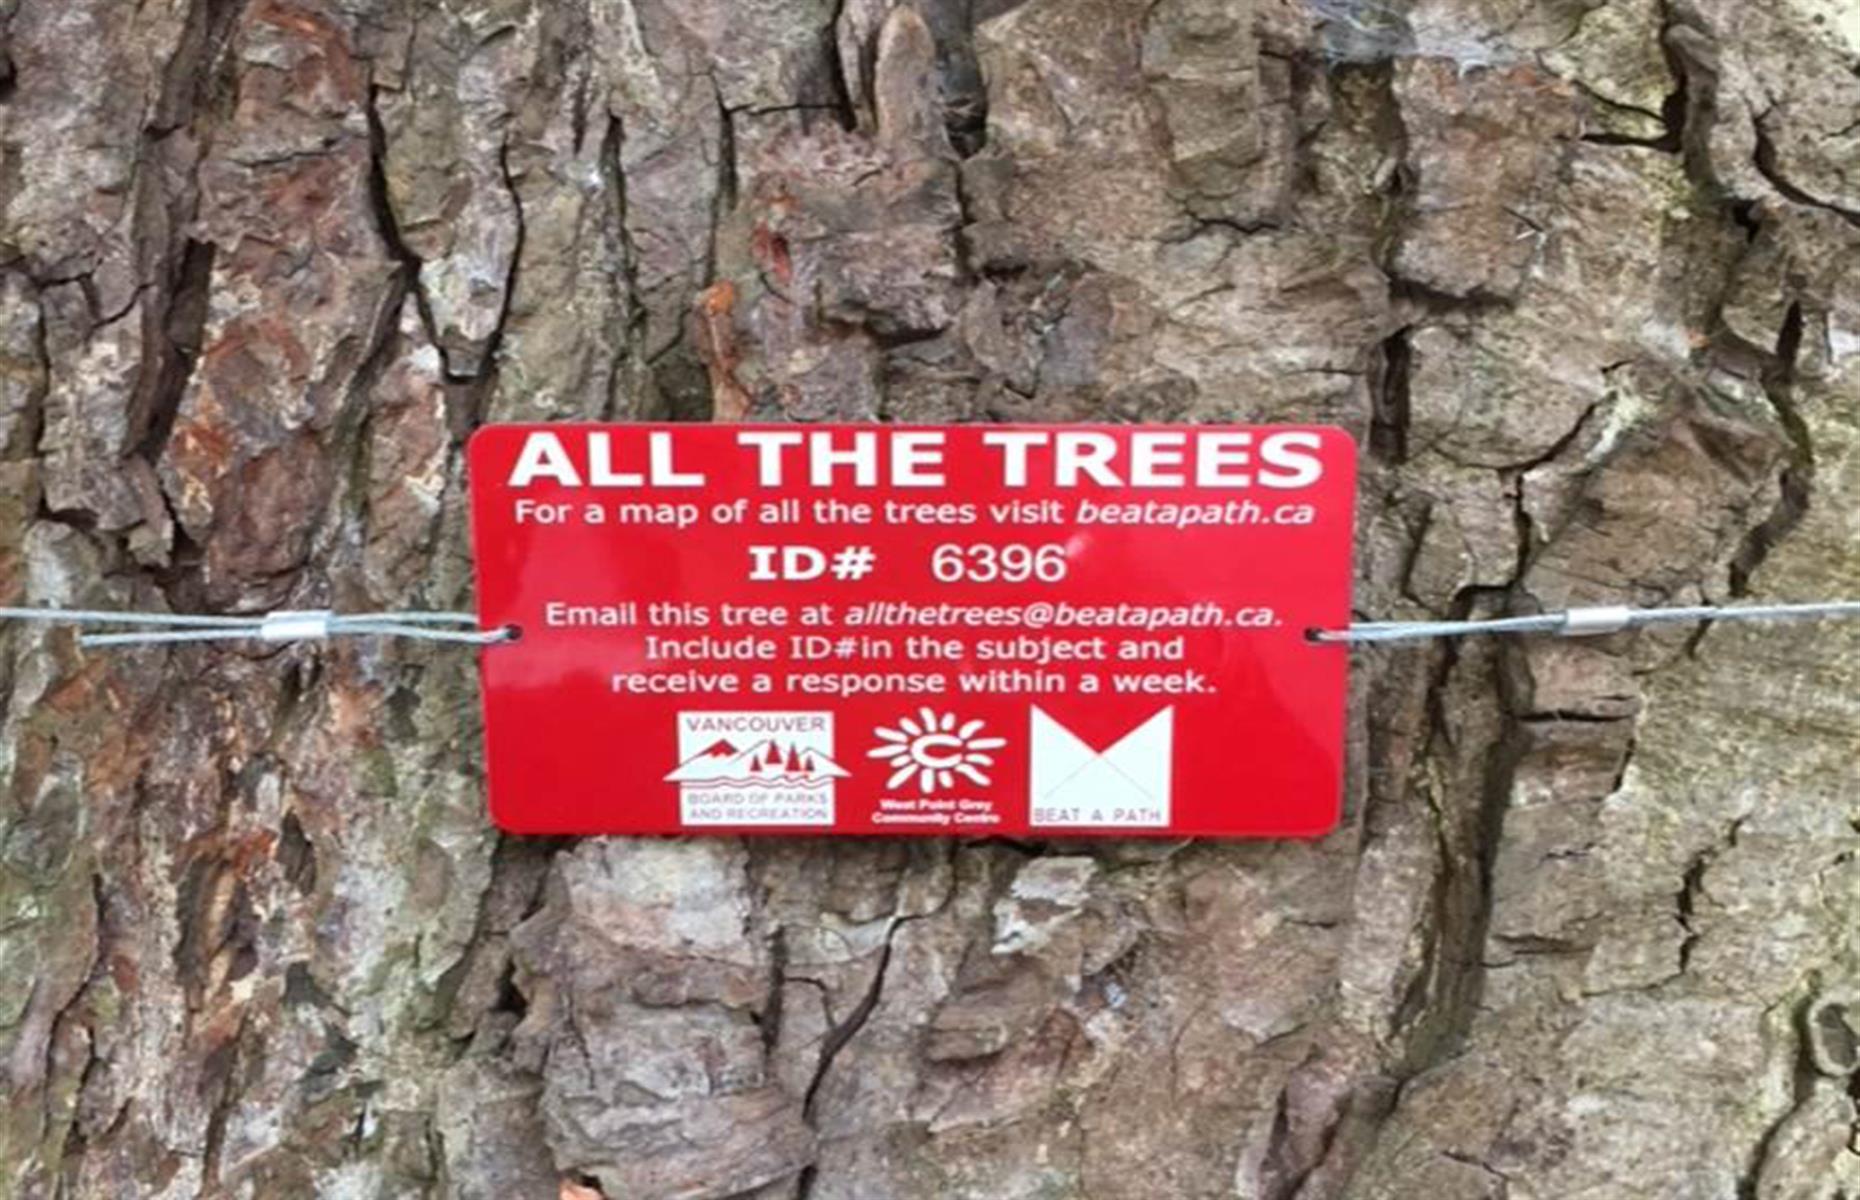 ALL THE TREES
For a map of all the trees visit beatapath.ca
ID# 6396
Email this tree at allthetrees@beatapath.ca.
Include ID#in the subject and
receive a response within a week.
VANCOUVER
BOARD OF PARKS
AND RECREATION
C
West Point Grey
Community Centre
BEAT A PATH